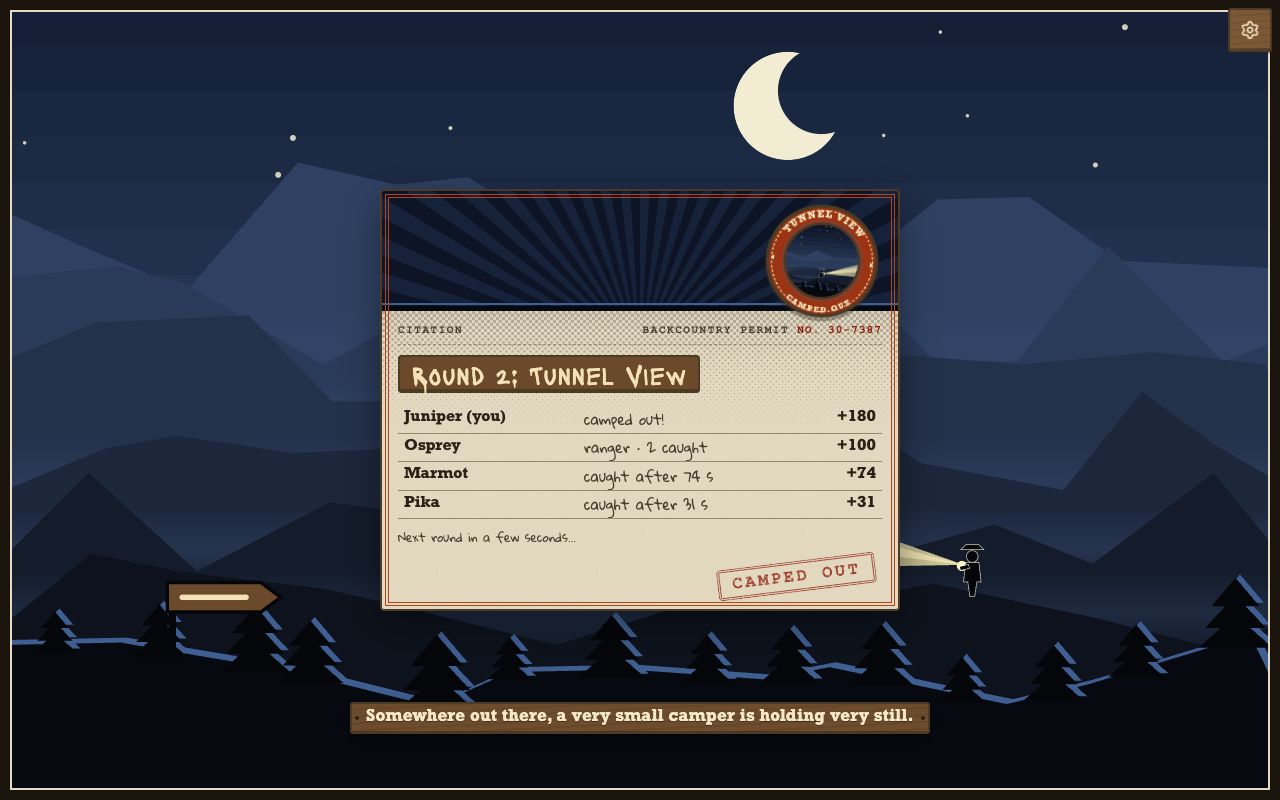 TUNNEL VIEW
CAMPED OUT
CITATION
BACKCOUNTRY PERMIT NO. 30-7387
ROUND 2: TUNNEL VIEW
Juniper (you) camped out! +180
Osprey ranger · 2 caught +100
Marmot caught after 74 s +74
Pika caught after 31 s +31
Next round in a few seconds...
CAMPED OUT
Somewhere out there, a very small camper is holding very still.